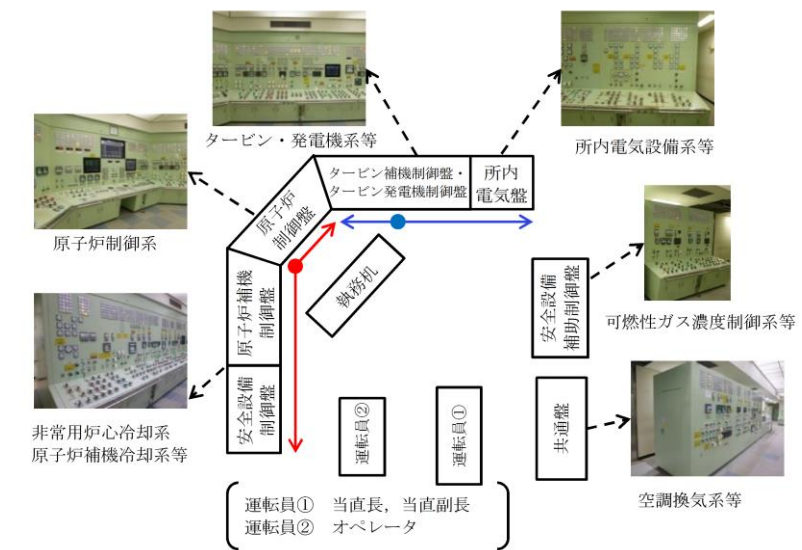 タービン・発電機系等
所内電気設備系等
タービン補機制御盤・
タービン発電機制御盤
所内
電気盤
原子炉
制御盤
原子炉制御系
執務机
安全設備
補助制御盤
可燃性ガス濃度制御系等
原子炉補機
制御盤
安全設備
制御盤
非常用炉心冷却系
原子炉補機冷却系等
運転員②
運転員①
共通盤
空調換気系等
運転員① 当直長，当直副長
運転員② オペレータ